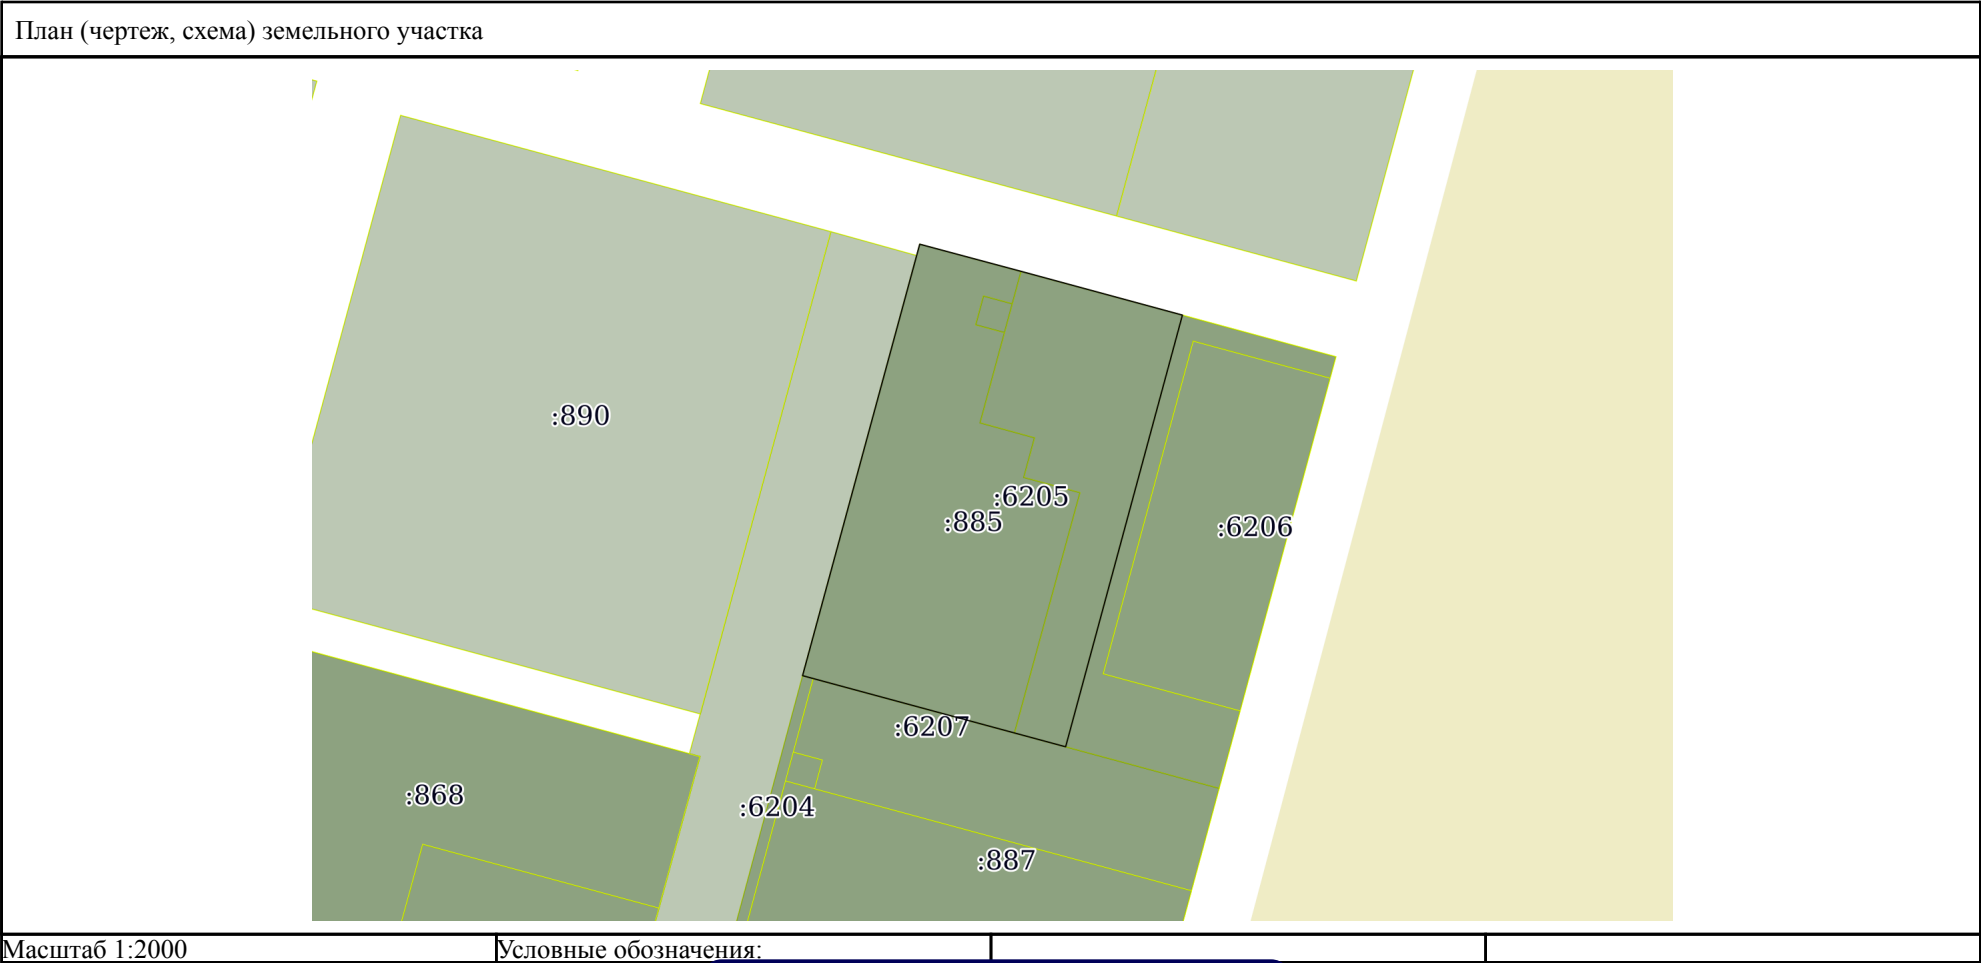 План (чертеж, схема) земельного участка
:890
:6205
:885
:6206
:6207
:868
:6204
:887
Масштаб 1:2000
Условные обозначения: